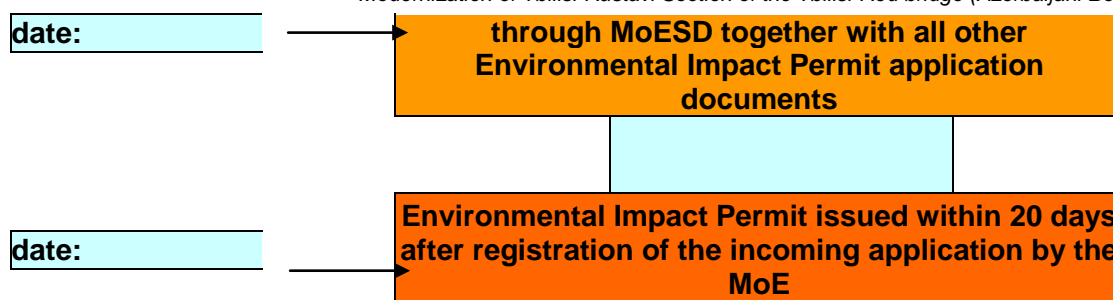 date:
through MoESD together with all other
Environmental Impact Permit application
documents
Environmental Impact Permit issued within 20 days
date:
after registration of the incoming application by the
MoE